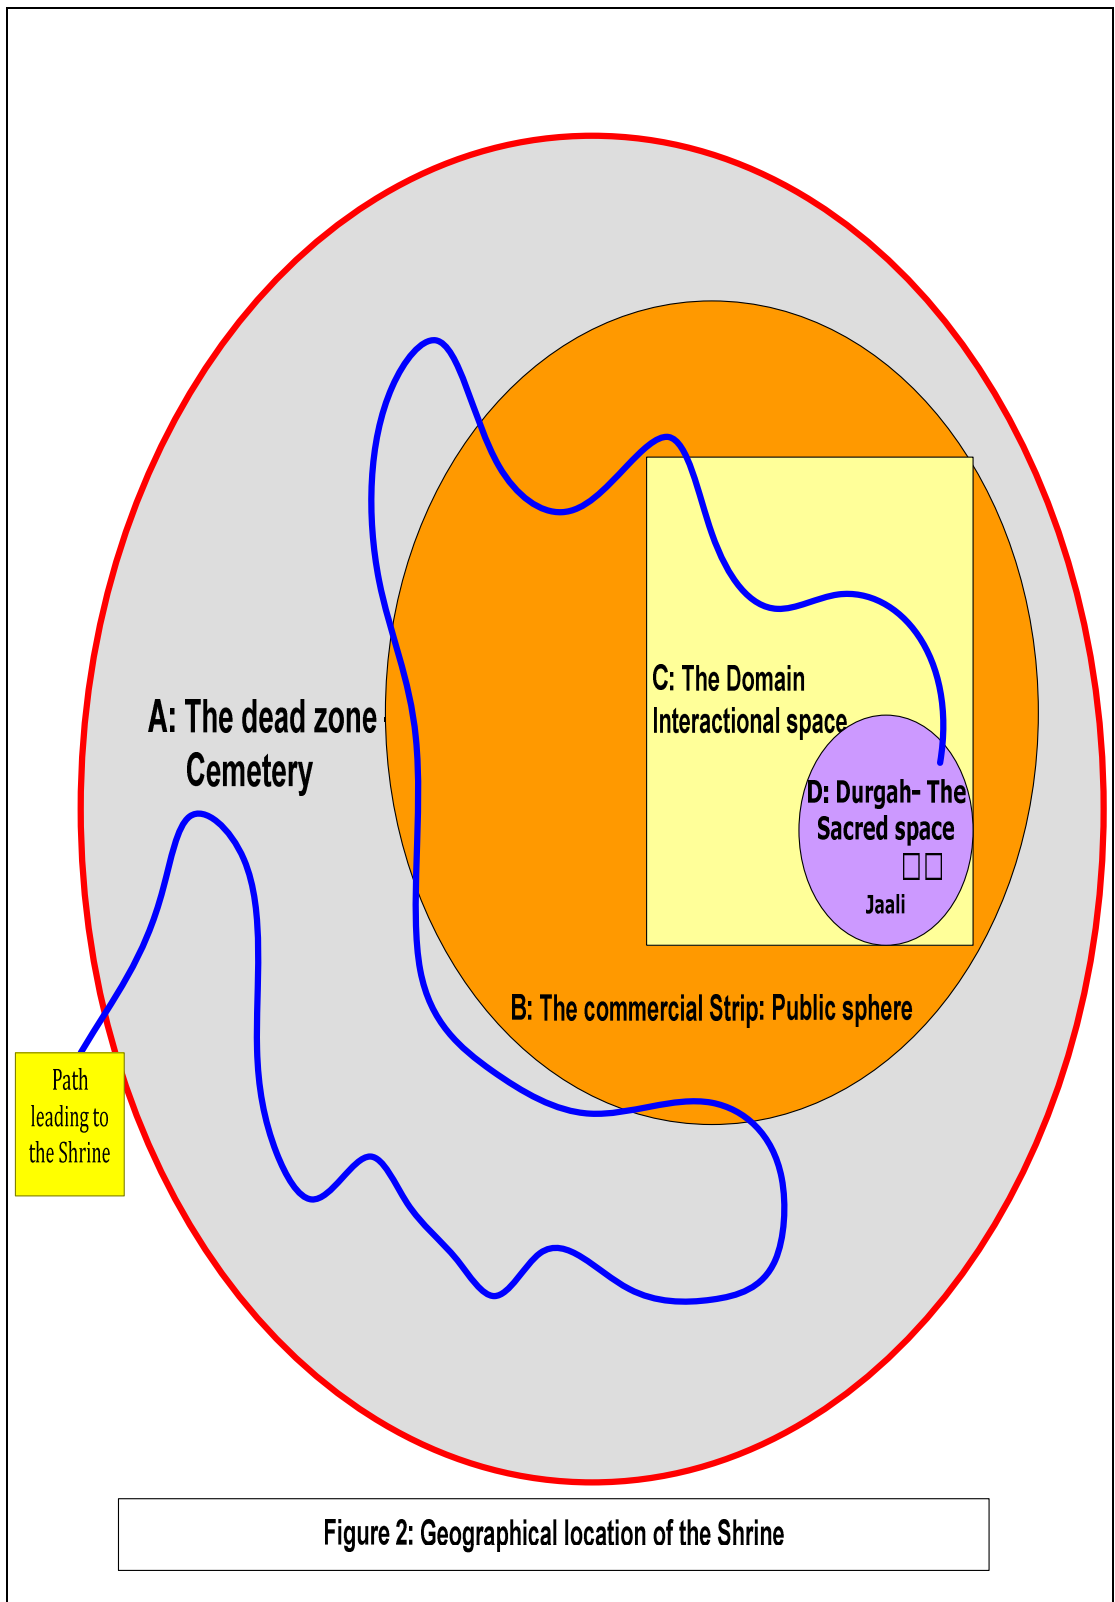 A: The dead zone -
Cemetery
C: The Domain
Interactional space
D: Durgah– The
Sacred space
Jaali
B: The commercial Strip: Public sphere
Path
leading to
the Shrine
Figure 2: Geographical location of the Shrine